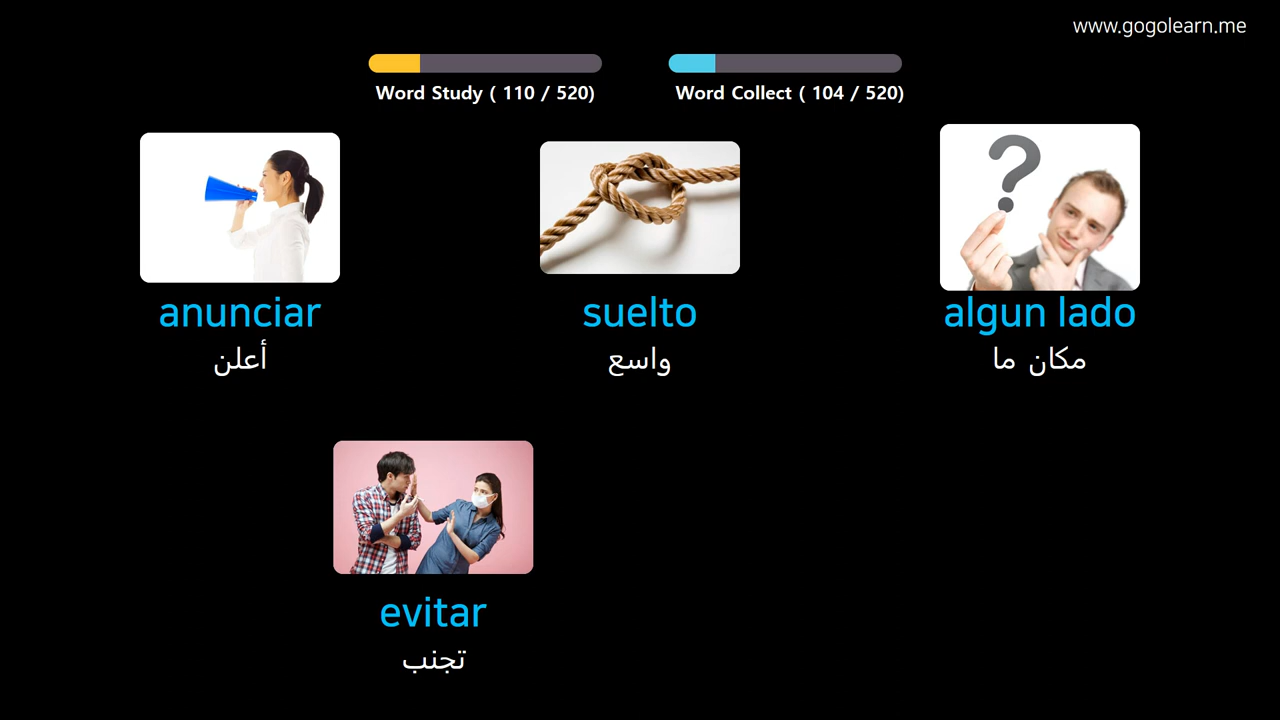 www.gogolearn.me
Word Study ( 110 / 520)
Word Collect ( 104 / 520)
anunciar
أعلن
suelto
واسع
algun lado
مكان ما
evitar
تجنب